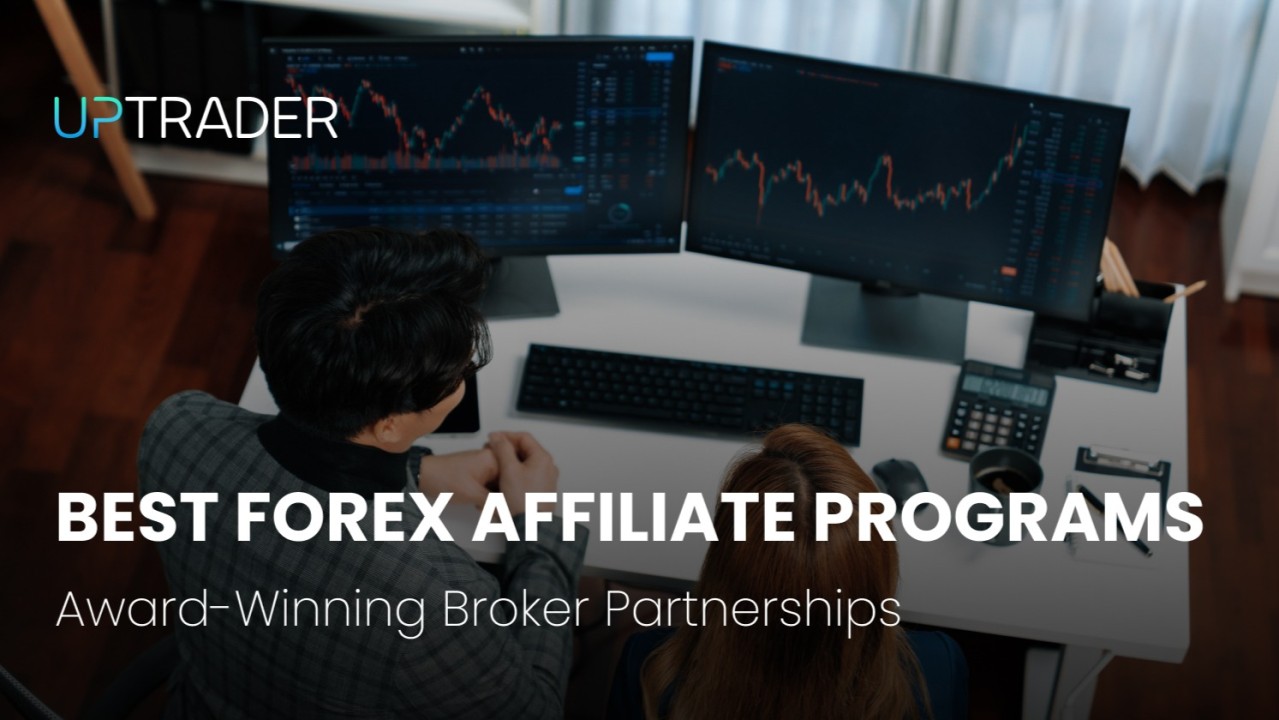 UPTRADER
BEST FOREX AFFILIATE PROGRAMS
Award-Winning Broker Partnerships